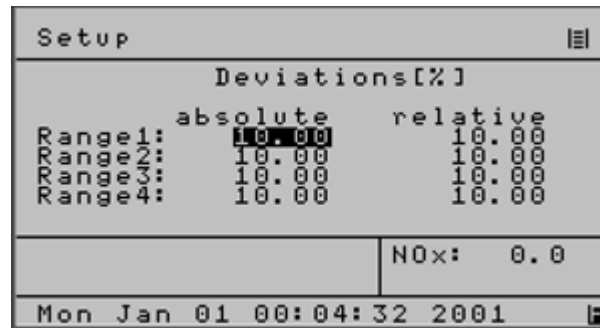 Setup
Deviations[%]
absolute relative
Range1: 10.00 10.00
Range2: 10.00 10.00
Range3: 10.00 10.00
Range4: 10.00 10.00
NOx: 0.0
Mon Jan 01 00:04:32 2001